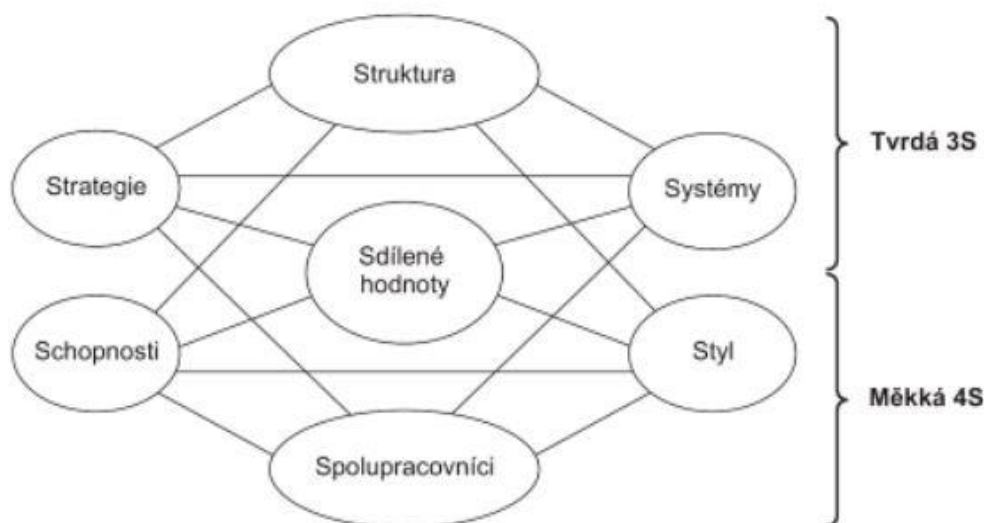 Struktura
Tvrdá 3S
Strategie
Systémy
Sdílené
hodnoty
Schopnosti
Styl
Měkká 4S
Spolupracovníci